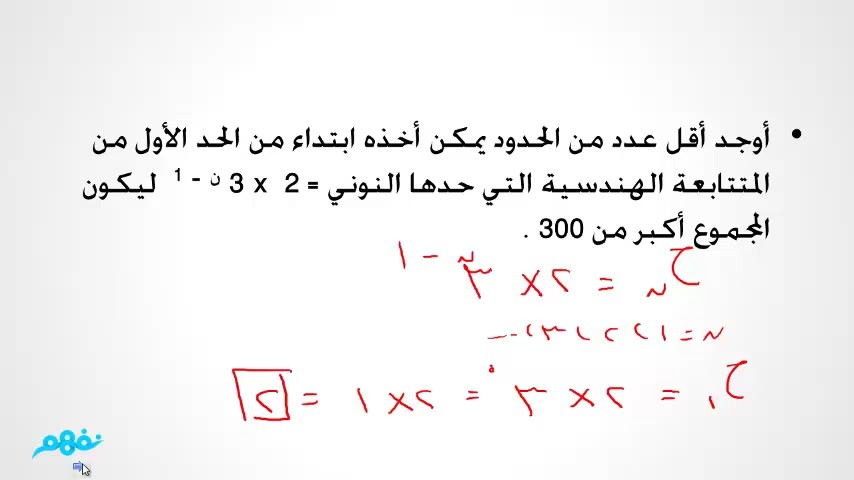 • أوجد أقل عدد من الحدود يمكن أخذه ابتداء من الحد الأول من
المتتابعة الهندسية التي حدها النوني = 2 x 3 ن - 1 ليكون
المجموع أكبر من 300 .
ح ن = ٢ × ٣ ن - ١
ن = ١ ، ٢ ، ٣ ، ...
ح ١ = ٢ × ٣ ٠ = ٢ × ١ = ٢
نفهم